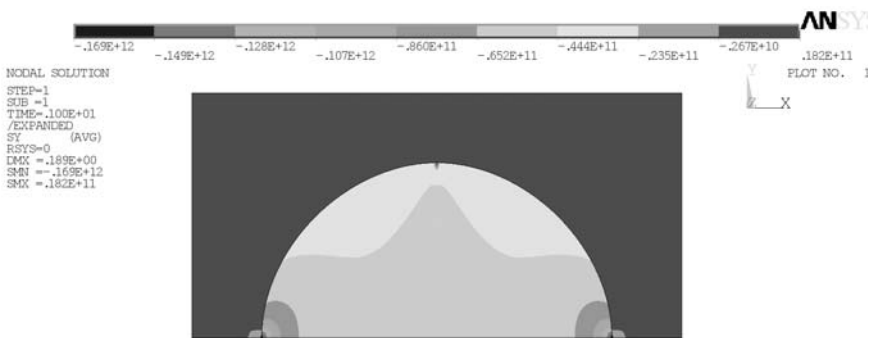 ANSYS
-.169E+12 -.149E+12 -.128E+12 -.107E+12 -.860E+11 -.652E+11 -.444E+11 -.235E+11 -.267E+10 .182E+11
NODAL SOLUTION
PLOT NO. 1
STEP=1
SUB =1
TIME=.100E+01
/EXPANDED
SY (AVG)
RSYS=0
DMX =.189E+00
SMN =-.169E+12
SMX =.182E+11
Y
Z X